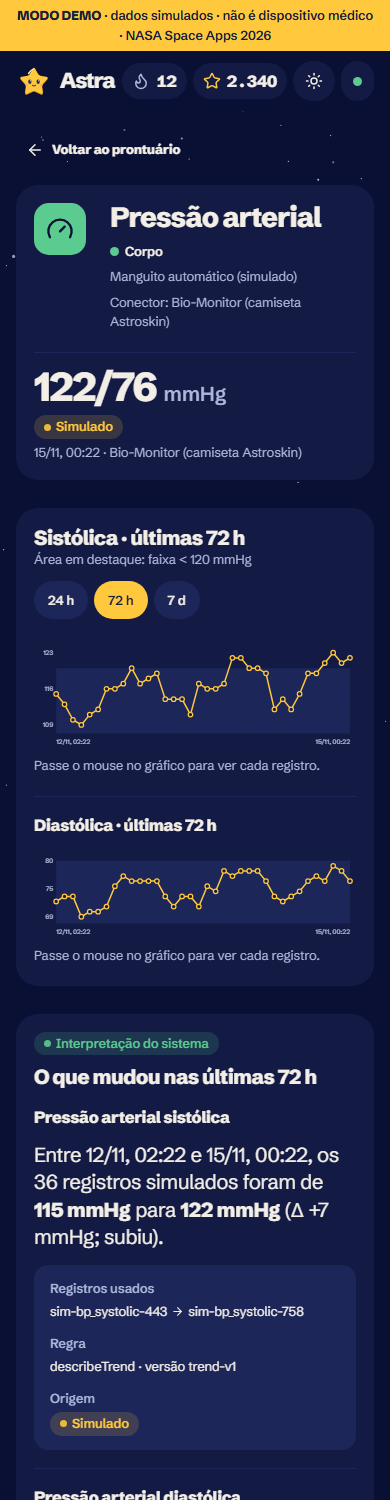 MODO DEMO · dados simulados · não é dispositivo médico
· NASA Space Apps 2026
Astra 12 2.340
← Voltar ao prontuário
Pressão arterial
Corpo
Manguito automático (simulado)
Conector: Bio-Monitor (camiseta
Astroskin)
122/76 mmHg
Simulado
15/11, 00:22 · Bio-Monitor (camiseta Astroskin)
Sistólica · últimas 72 h
Área em destaque: faixa < 120 mmHg
24 h 72 h 7 d
123
116
109
12/11, 02:22 15/11, 00:22
Passe o mouse no gráfico para ver cada registro.
Diastólica · últimas 72 h
80
75
69
12/11, 02:22 15/11, 00:22
Passe o mouse no gráfico para ver cada registro.
Interpretação do sistema
O que mudou nas últimas 72 h
Pressão arterial sistólica
Entre 12/11, 02:22 e 15/11, 00:22, os
36 registros simulados foram de
115 mmHg para 122 mmHg (Δ +7
mmHg; subiu).
Registros usados
sim-bp_systolic-443 → sim-bp_systolic-758
Regra
describeTrend · versão trend-v1
Origem
Simulado
Pressão arterial diastólica